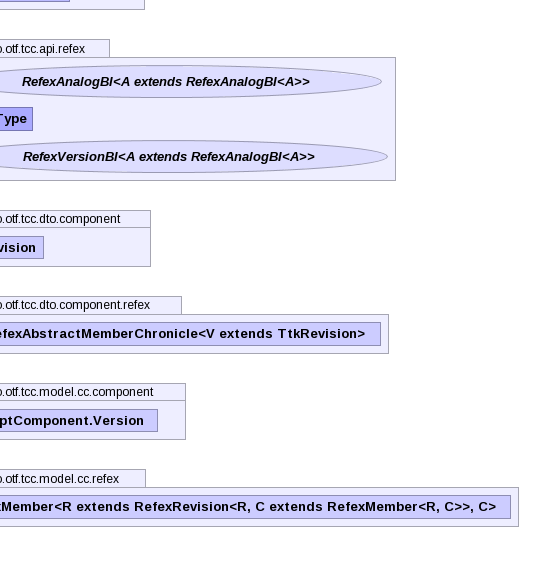 o.otf.tcc.api.refex
RefexAnalogBI<A extends RefexAnalogBI<A>>
Type
RefexVersionBI<A extends RefexAnalogBI<A>>
o.otf.tcc.dto.component
vision
o.otf.tcc.dto.component.refex
efexAbstractMemberChronicle<V extends TtkRevision>
o.otf.tcc.model.cc.component
ptComponent.Version
o.otf.tcc.model.cc.refex
Member<R extends RefexRevision<R, C extends RefexMember<R, C>>, C>